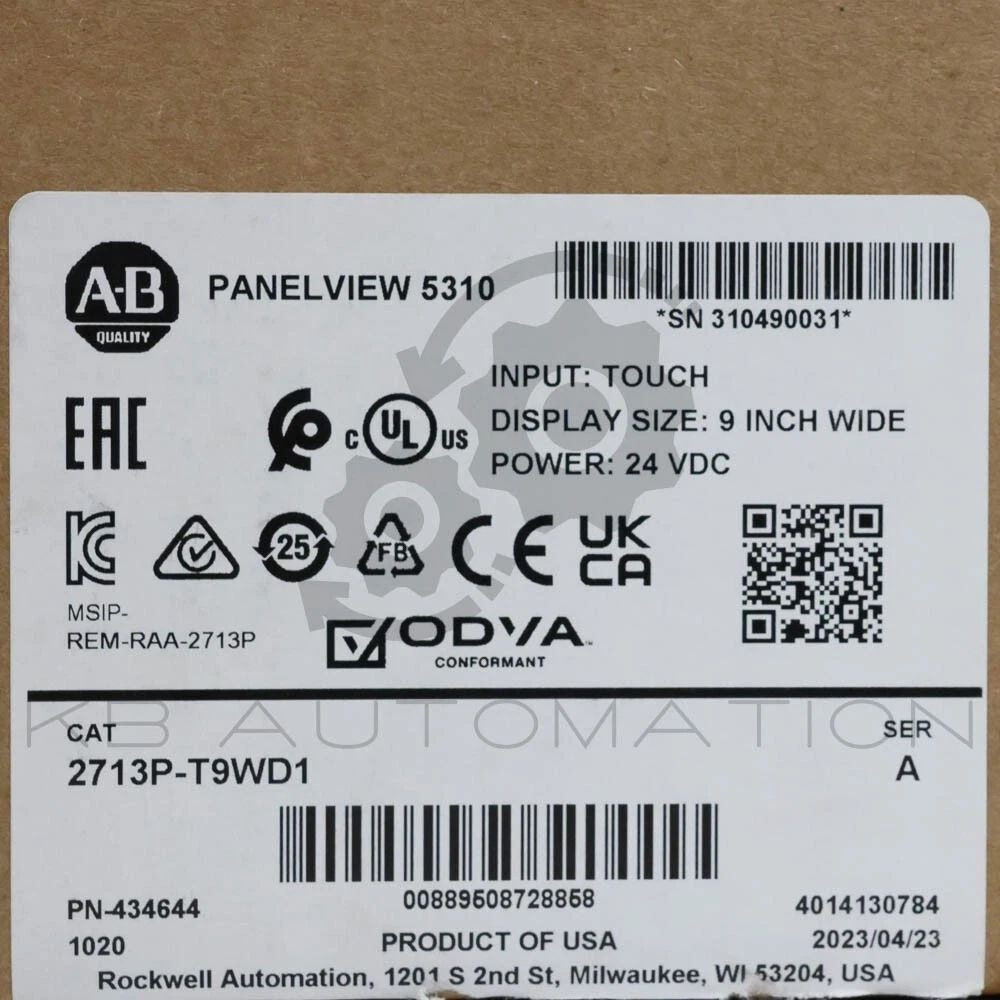 A-B
QUALITY
PANELVIEW 5310
*SN 310490031*
INPUT: TOUCH
DISPLAY SIZE: 9 INCH WIDE
POWER: 24 VDC
EAC
C UL US
25
FB
CE
UK
CA
MSIP-
REM-RAA-2713P
ODVA™
CONFORMANT
KB AUTOMATION
CAT
2713P-T9WD1
SER
A
00889508728858
PN-434644
1020
PRODUCT OF USA
4014130784
2023/04/23
Rockwell Automation, 1201 S 2nd St, Milwaukee, WI 53204, USA